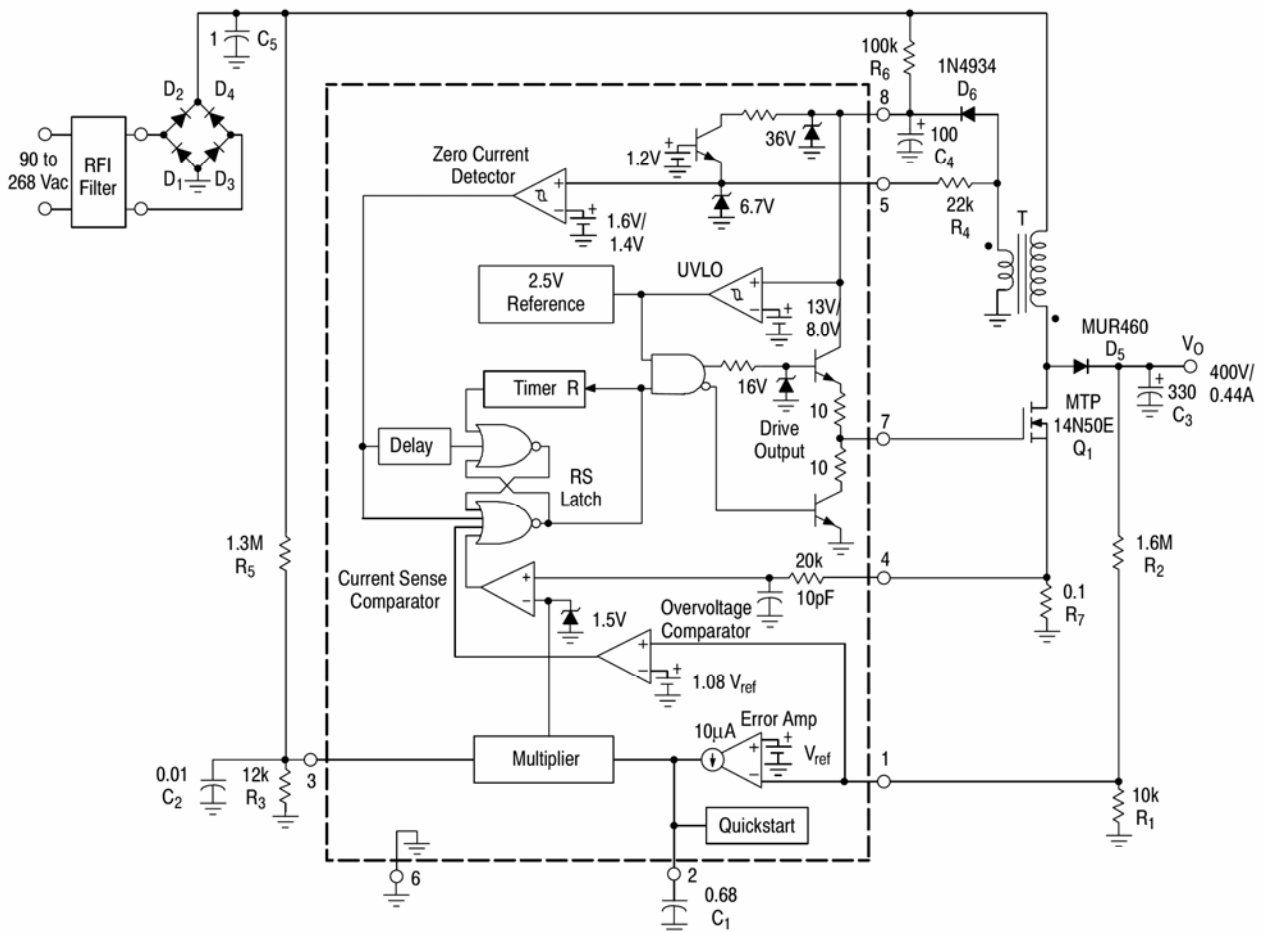 1
C5
D2
D4
D1
D3
90 to
268 Vac
RFI
Filter
100k
R6
1N4934
D6
8
100
C4
36V
1.2V
Zero Current
Detector
+
−
+
1.6V/
1.4V
6.7V
5
22k
R4
T
2.5V
Reference
UVLO
+
−
+
13V/
8.0V
MUR460
D5
VO
400V/
0.44A
+
330
C3
16V
10
Drive
Output
10
7
MTP
14N50E
Q1
Timer R
Delay
RS
Latch
1.3M
R5
1.6M
R2
Current Sense
Comparator
+
−
20k
10pF
4
0.1
R7
1.5V
Overvoltage
Comparator
+
−
+
1.08 Vref
10μA
Error Amp
+
−
+
Vref
1
Multiplier
3
0.01
C2
12k
R3
10k
R1
Quickstart
6
2
0.68
C1